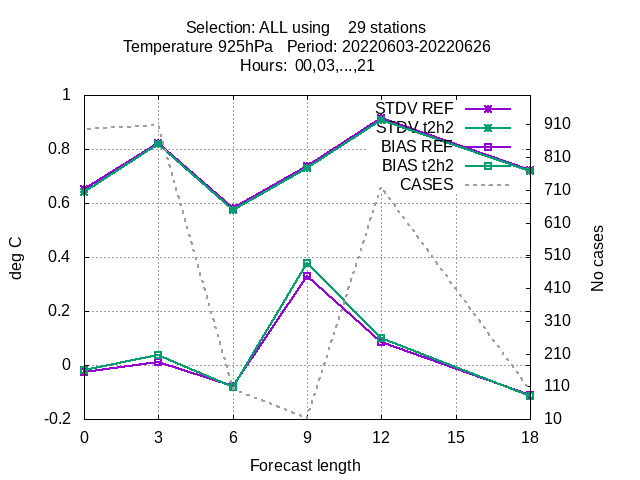 Selection: ALL using 29 stations
Temperature 925hPa Period: 20220603-20220626
Hours: 00,03,...,21
STDV REF
STDV t2h2
BIAS REF
BIAS t2h2
CASES
1
0.8
0.6
0.4
0.2
0
-0.2
deg C
910
810
710
610
510
410
310
210
110
10
No cases
0 3 6 9 12 15 18
Forecast length